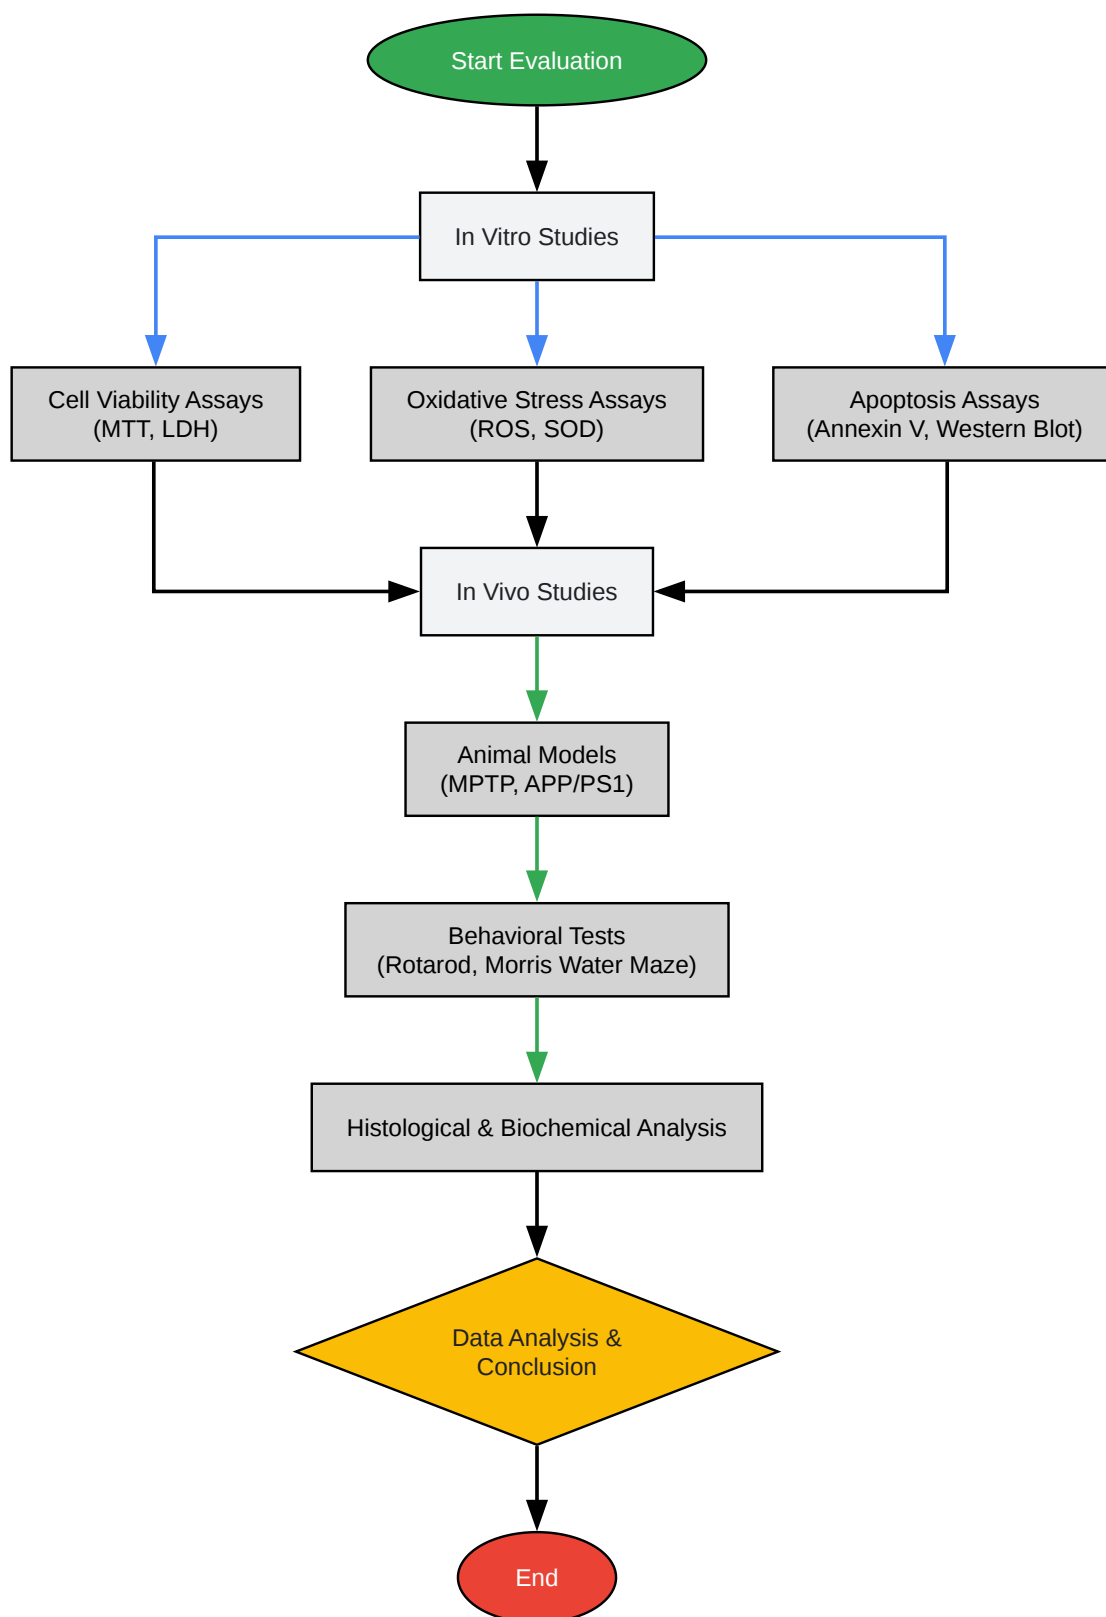 Start Evaluation
In Vitro Studies
Cell Viability Assays
(MTT, LDH)
Oxidative Stress Assays
(ROS, SOD)
Apoptosis Assays
(Annexin V, Western Blot)
In Vivo Studies
Animal Models
(MPTP, APP/PS1)
Behavioral Tests
(Rotarod, Morris Water Maze)
Histological & Biochemical Analysis
Data Analysis &
Conclusion
End